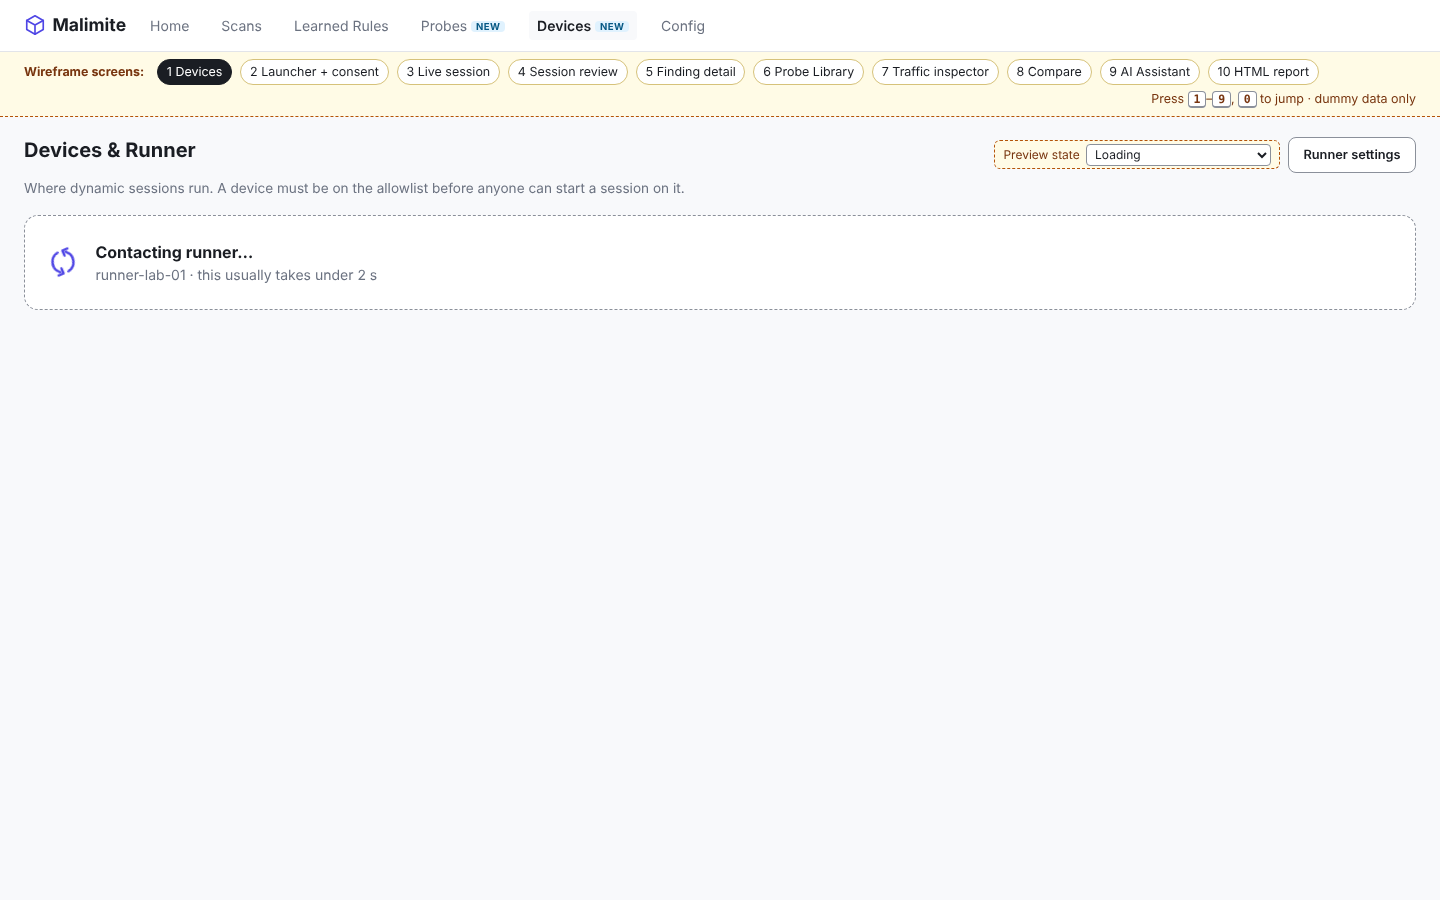 Malimite Home Scans Learned Rules Probes NEW Devices NEW Config
Wireframe screens: 1 Devices 2 Launcher + consent 3 Live session 4 Session review 5 Finding detail 6 Probe Library 7 Traffic inspector 8 Compare 9 AI Assistant 10 HTML report
Press 1–9, 0 to jump · dummy data only
Devices & Runner
Preview state Loading Runner settings
Where dynamic sessions run. A device must be on the allowlist before anyone can start a session on it.
Contacting runner…
runner-lab-01 · this usually takes under 2 s